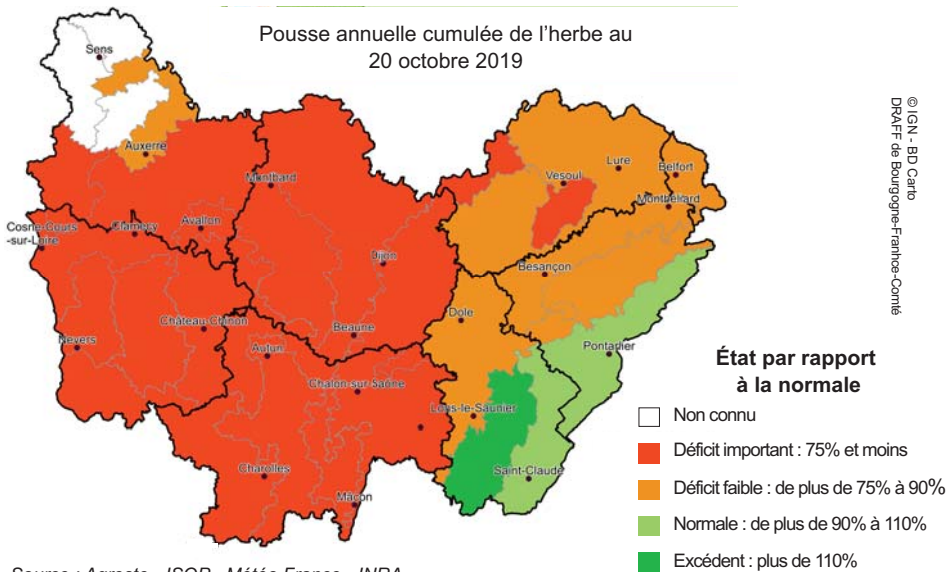 Pousse annuelle cumulée de l'herbe au
20 octobre 2019
© IGN - BD Carto
DRAFF de Bourgogne-Franhce-Comté
Sens
Auxerre
Montbard
Avallon
Clamecy
Cosne-Cours
-sur-Loire
Nevers
Château-Chinon
Dijon
Beaune
Autun
Chalon-sur-Saône
Charolles
Mâcon
Vesoul
Lure
Belfort
Montbéliard
Besançon
Dole
Pontarlier
Lons-le-Saunier
Saint-Claude
État par rapport
à la normale
Non connu
Déficit important : 75% et moins
Déficit faible : de plus de 75% à 90%
Normale : de plus de 90% à 110%
Excédent : plus de 110%